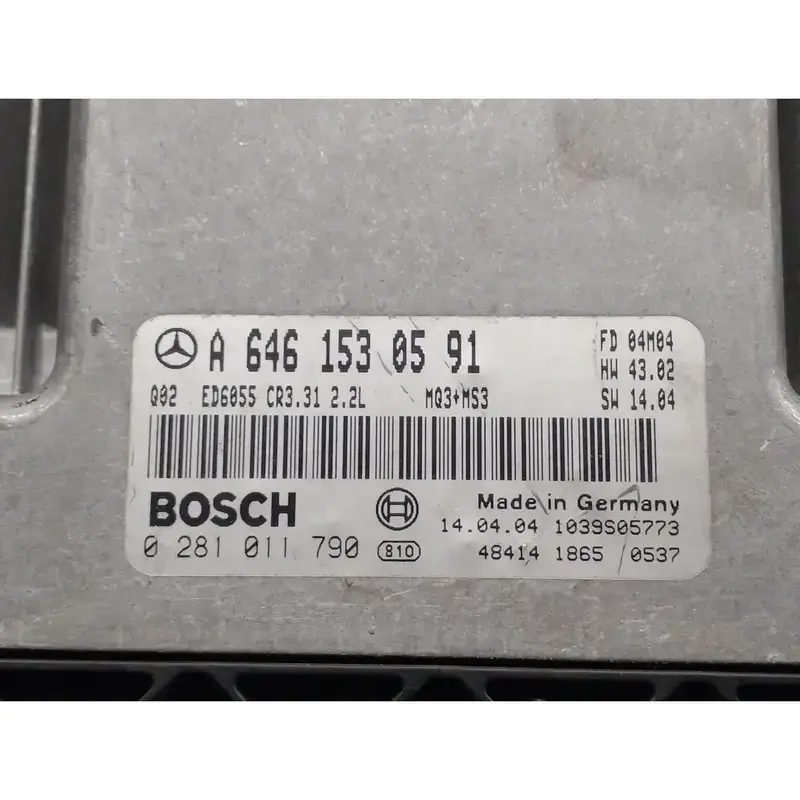 A 646 153 05 91 FD 04M04
HW 43.02
Q02 ED6055 CR3.31 2.2L MQ3+MS3 SW 14.04
BOSCH Made in Germany
14.04.04 1039S05773
0 281 011 790 810 48414 1865 0537